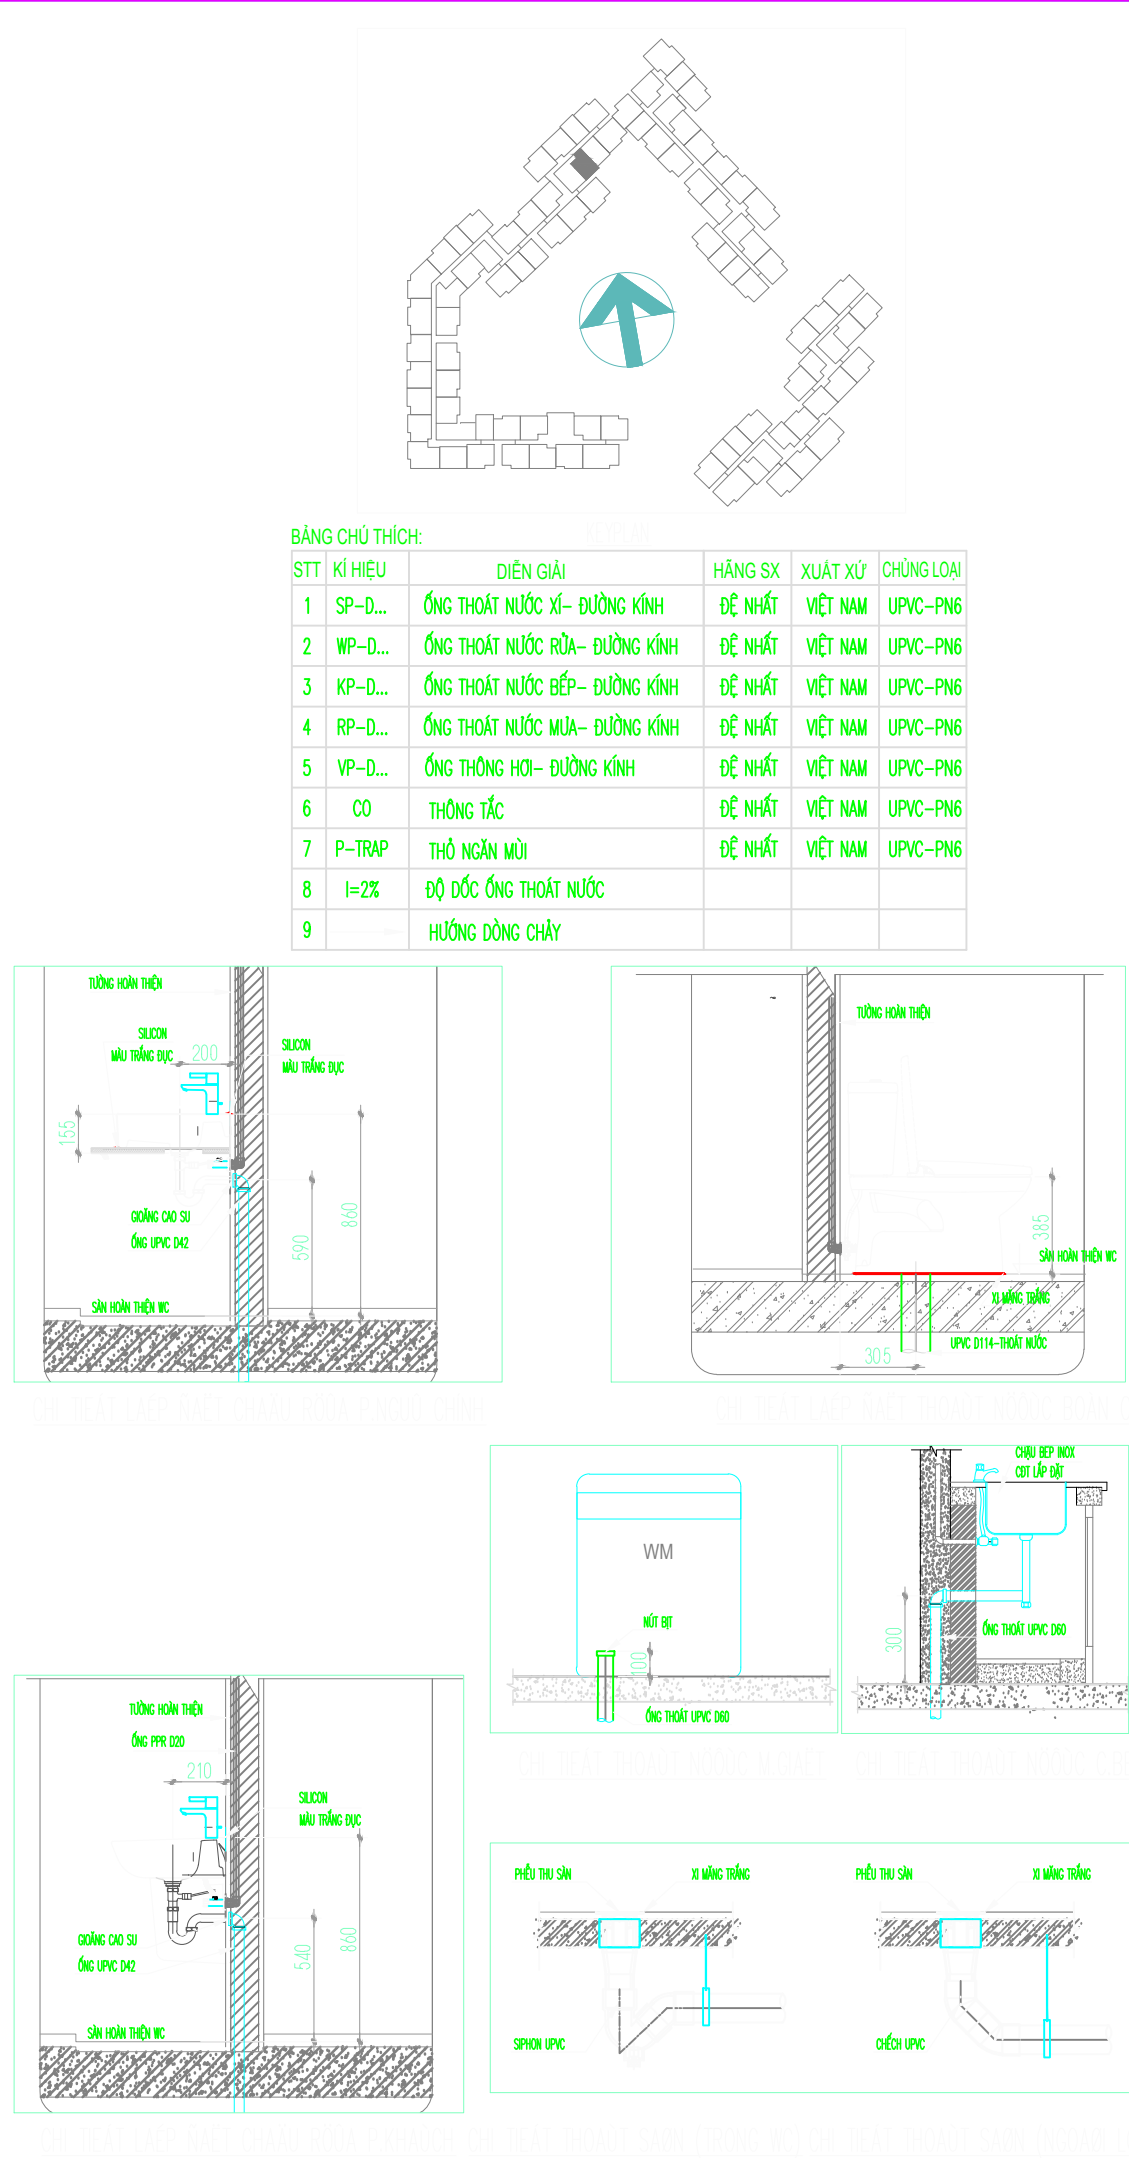 KEYPLAN
BẢNG CHÚ THÍCH:
STT KÍ HIỆU DIỄN GIẢI HÃNG SX XUẤT XỨ CHỦNG LOẠI
1 SP-D... ỐNG THOÁT NƯỚC XÍ- ĐƯỜNG KÍNH ĐỆ NHẤT VIỆT NAM UPVC-PN6
2 WP-D... ỐNG THOÁT NƯỚC RỬA- ĐƯỜNG KÍNH ĐỆ NHẤT VIỆT NAM UPVC-PN6
3 KP-D... ỐNG THOÁT NƯỚC BẾP- ĐƯỜNG KÍNH ĐỆ NHẤT VIỆT NAM UPVC-PN6
4 RP-D... ỐNG THOÁT NƯỚC MƯA- ĐƯỜNG KÍNH ĐỆ NHẤT VIỆT NAM UPVC-PN6
5 VP-D... ỐNG THÔNG HƠI- ĐƯỜNG KÍNH ĐỆ NHẤT VIỆT NAM UPVC-PN6
6 CO THÔNG TẮC ĐỆ NHẤT VIỆT NAM UPVC-PN6
7 P-TRAP THỎ NGĂN MÙI ĐỆ NHẤT VIỆT NAM UPVC-PN6
8 I=2% ĐỘ DỐC ỐNG THOÁT NƯỚC
9 HƯỚNG DÒNG CHẢY
TƯỜNG HOÀN THIỆN
SILICON
MÀU TRẮNG ĐỤC
200
SILICON
MÀU TRẮNG ĐỤC
155
860
590
GIOĂNG CAO SU
ỐNG UPVC D42
SÀN HOÀN THIỆN WC
TƯỜNG HOÀN THIỆN
385
SÀN HOÀN THIỆN WC
XI MĂNG TRẮNG
UPVC D114-THOÁT NƯỚC
305
WM
NÚT BỊT
100
ỐNG THOÁT UPVC D60
CHẬU BẾP INOX
CĐT LẮP ĐẶT
300
ỐNG THOÁT UPVC D60
TƯỜNG HOÀN THIỆN
ỐNG PPR D20
210
SILICON
MÀU TRẮNG ĐỤC
860
540
GIOĂNG CAO SU
ỐNG UPVC D42
SÀN HOÀN THIỆN WC
PHỄU THU SÀN
XI MĂNG TRẮNG
SIPHON UPVC
PHỄU THU SÀN
XI MĂNG TRẮNG
CHẾCH UPVC